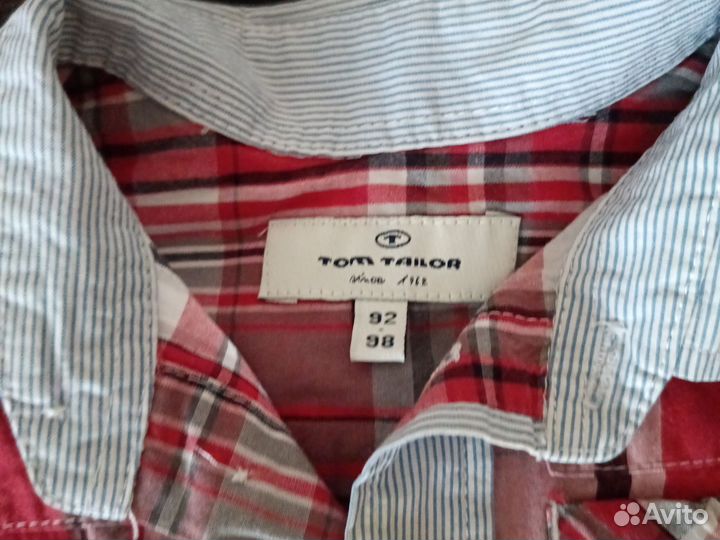 T
TOM TAILOR
since 1962
92
-
98
Avito